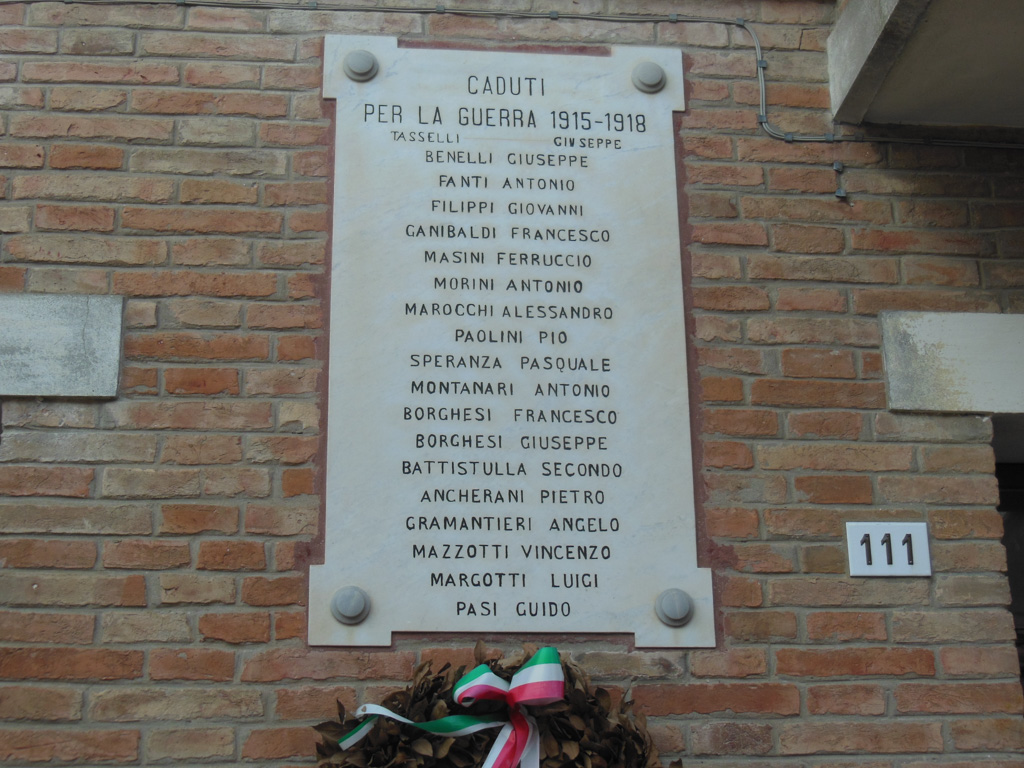 CADUTI
PER LA GUERRA 1915-1918
TASSELLI GIUSEPPE
BENELLI GIUSEPPE
FANTI ANTONIO
FILIPPI GIOVANNI
GANIBALDI FRANCESCO
MASINI FERRUCCIO
MORINI ANTONIO
MAROCCHI ALESSANDRO
PAOLINI PIO
SPERANZA PASQUALE
MONTANARI ANTONIO
BORGHESI FRANCESCO
BORGHESI GIUSEPPE
BATTISTULLA SECONDO
ANCHERANI PIETRO
GRAMANTIERI ANGELO
MAZZOTTI VINCENZO
MARGOTTI LUIGI
PASI GUIDO
111